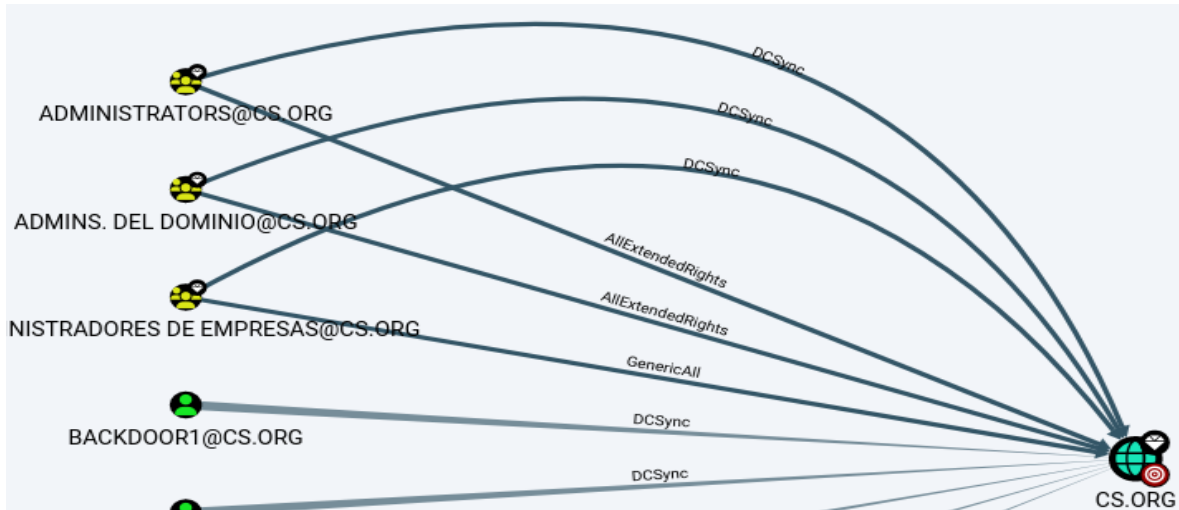 DCSync
ADMINISTRATORS@CS.ORG
DCSync
DCSync
ADMINS. DEL DOMINIO@CS.ORG
AllExtendedRights
AllExtendedRights
NISTRADORES DE EMPRESAS@CS.ORG
GenericAll
DCSync
BACKDOOR1@CS.ORG
DCSync
CS.ORG